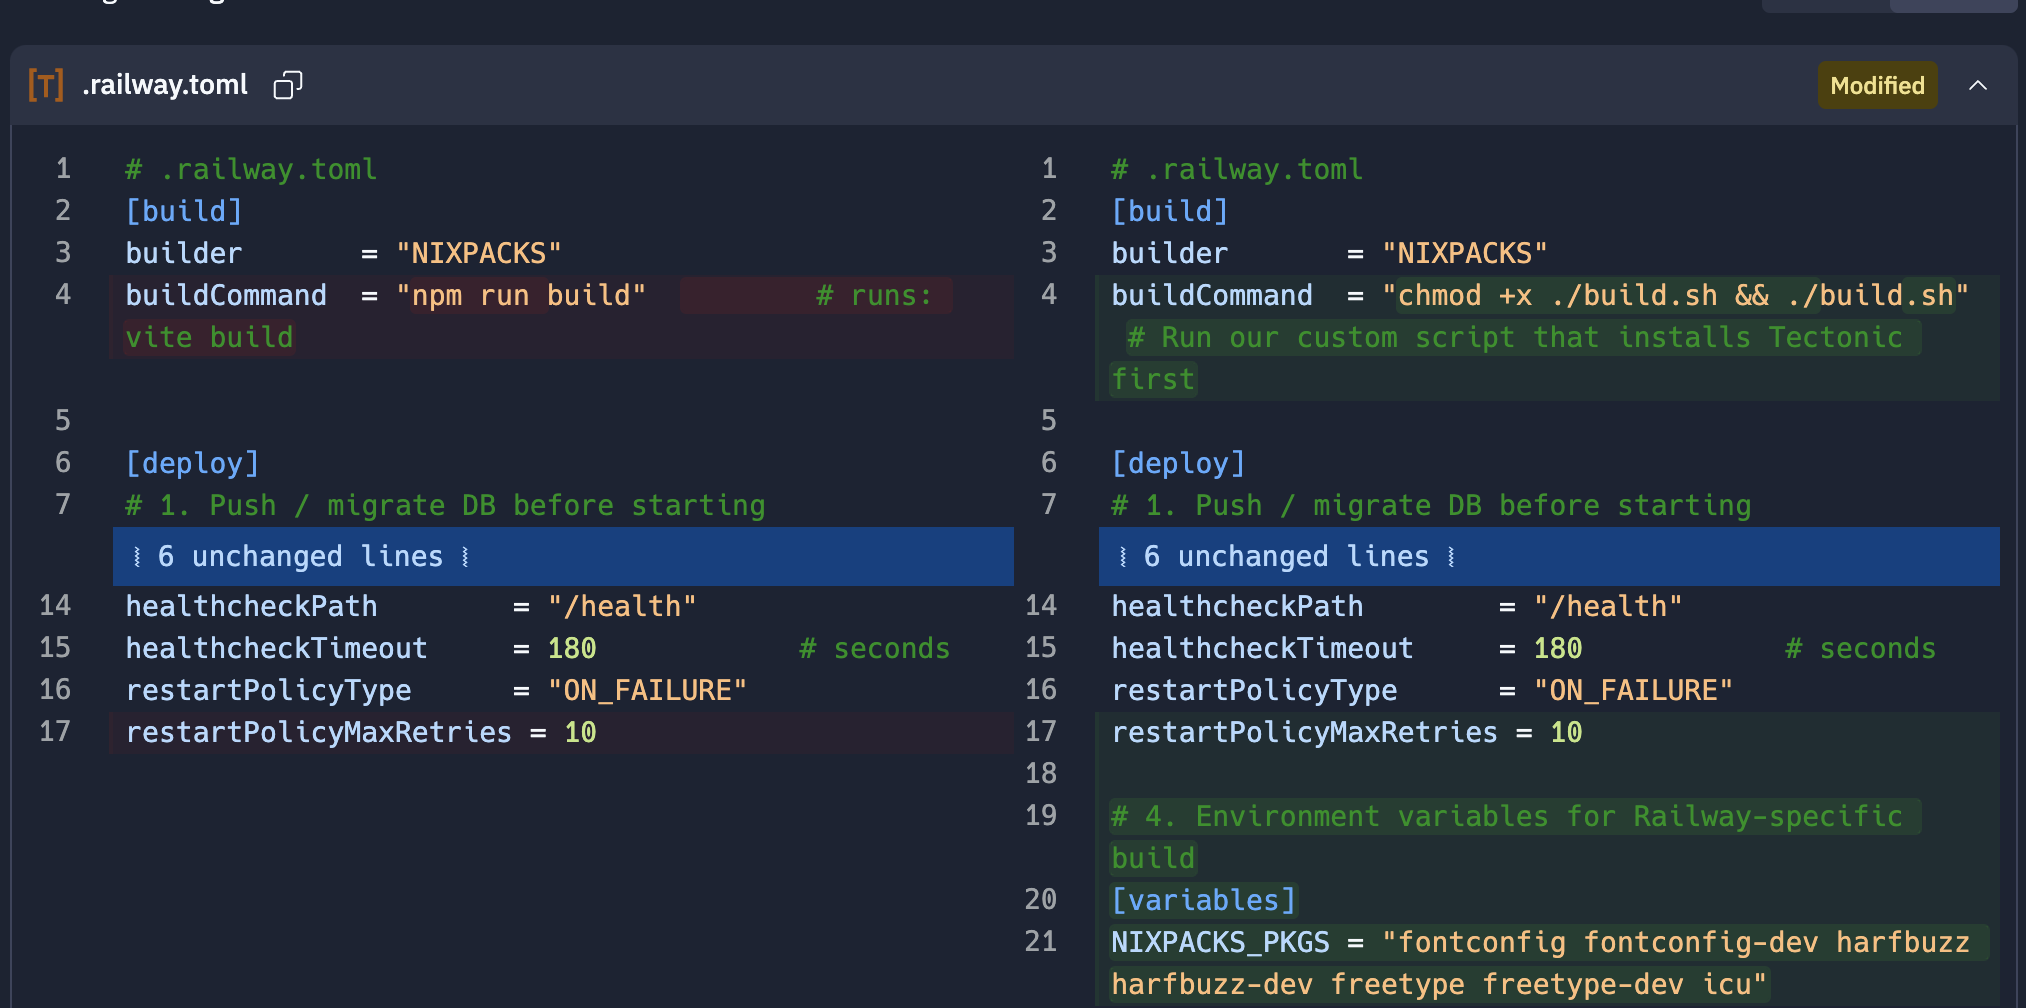 [T] .railway.toml
Modified
1 # .railway.toml
2 [build]
3 builder       = "NIXPACKS"
4 buildCommand  = "npm run build"          # runs:
vite build
5
6 [deploy]
7 # 1. Push / migrate DB before starting
6 unchanged lines
14 healthcheckPath        = "/health"
15 healthcheckTimeout     = 180            # seconds
16 restartPolicyType      = "ON_FAILURE"
17 restartPolicyMaxRetries = 10
1 # .railway.toml
2 [build]
3 builder       = "NIXPACKS"
4 buildCommand  = "chmod +x ./build.sh && ./build.sh"
# Run our custom script that installs Tectonic
first
5
6 [deploy]
7 # 1. Push / migrate DB before starting
6 unchanged lines
14 healthcheckPath        = "/health"
15 healthcheckTimeout     = 180            # seconds
16 restartPolicyType      = "ON_FAILURE"
17 restartPolicyMaxRetries = 10
18
19 # 4. Environment variables for Railway-specific
build
20 [variables]
21 NIXPACKS_PKGS = "fontconfig fontconfig-dev harfbuzz
harfbuzz-dev freetype freetype-dev icu"